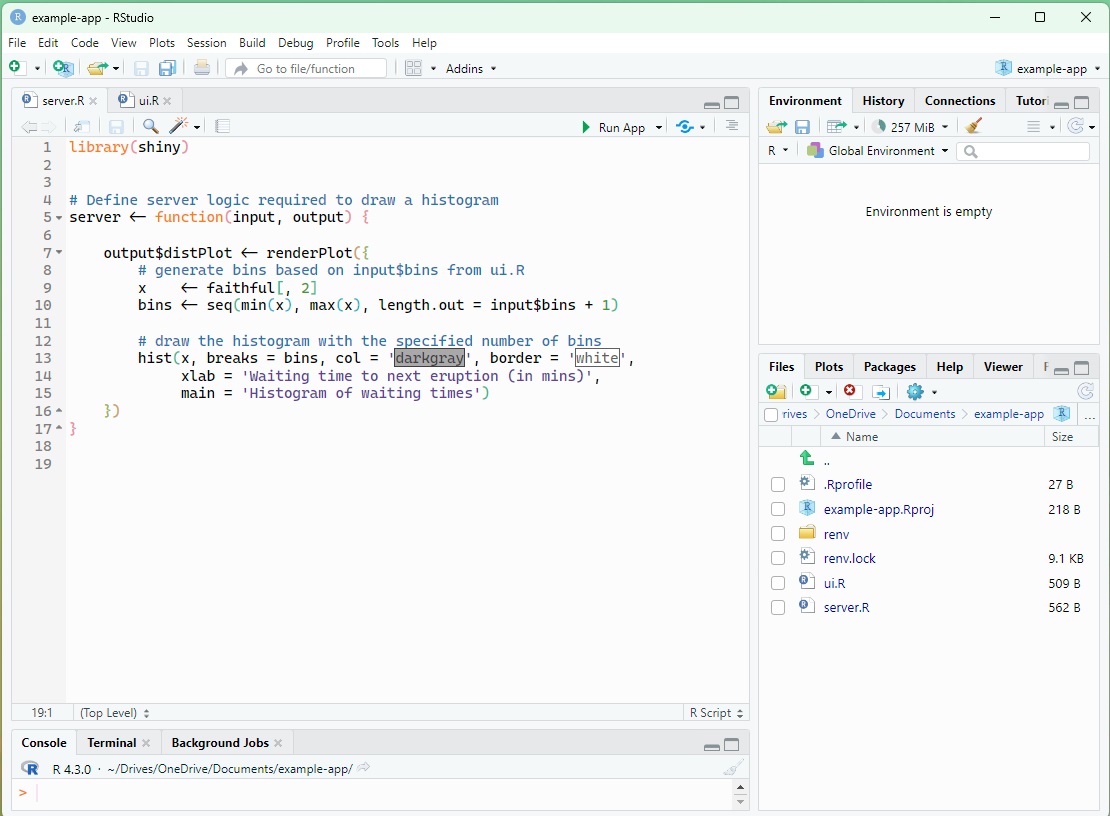 example-app - RStudio
File Edit Code View Plots Session Build Debug Profile Tools Help
Go to file/function Addins example-app
server.R ui.R
Run App
1 library(shiny)
2
3
4 # Define server logic required to draw a histogram
5 server <- function(input, output) {
6
7 output$distPlot <- renderPlot({
8 # generate bins based on input$bins from ui.R
9 x <- faithful[, 2]
10 bins <- seq(min(x), max(x), length.out = input$bins + 1)
11
12 # draw the histogram with the specified number of bins
13 hist(x, breaks = bins, col = 'darkgray', border = 'white',
14 xlab = 'Waiting time to next eruption (in mins)',
15 main = 'Histogram of waiting times')
16 })
17 }
18
19
19:1 (Top Level) R Script
Console Terminal Background Jobs
R 4.3.0 · ~/Drives/OneDrive/Documents/example-app/
>
Environment History Connections Tutori
257 MiB
R Global Environment
Environment is empty
Files Plots Packages Help Viewer
rives OneDrive Documents example-app ...
Name Size
..
.Rprofile 27 B
example-app.Rproj 218 B
renv
renv.lock 9.1 KB
ui.R 509 B
server.R 562 B